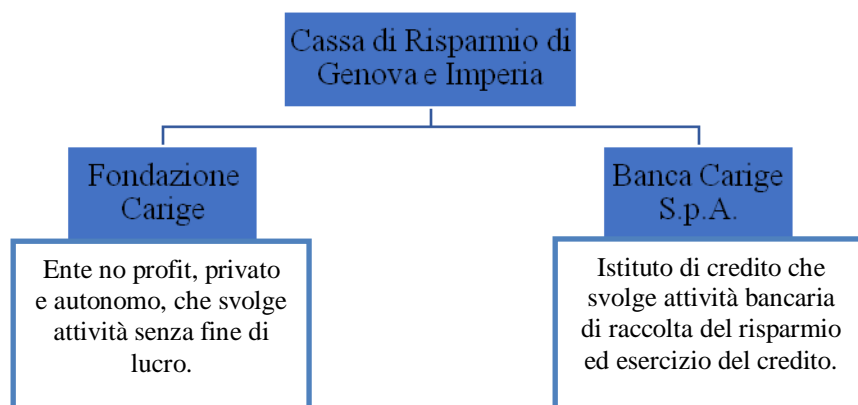 Cassa di Risparmio di
Genova e Imperia
Fondazione
Carige
Ente no profit, privato
e autonomo, che svolge
attività senza fine di
lucro.
Banca Carige
S.p.A.
Istituto di credito che
svolge attività bancaria
di raccolta del risparmio
ed esercizio del credito.